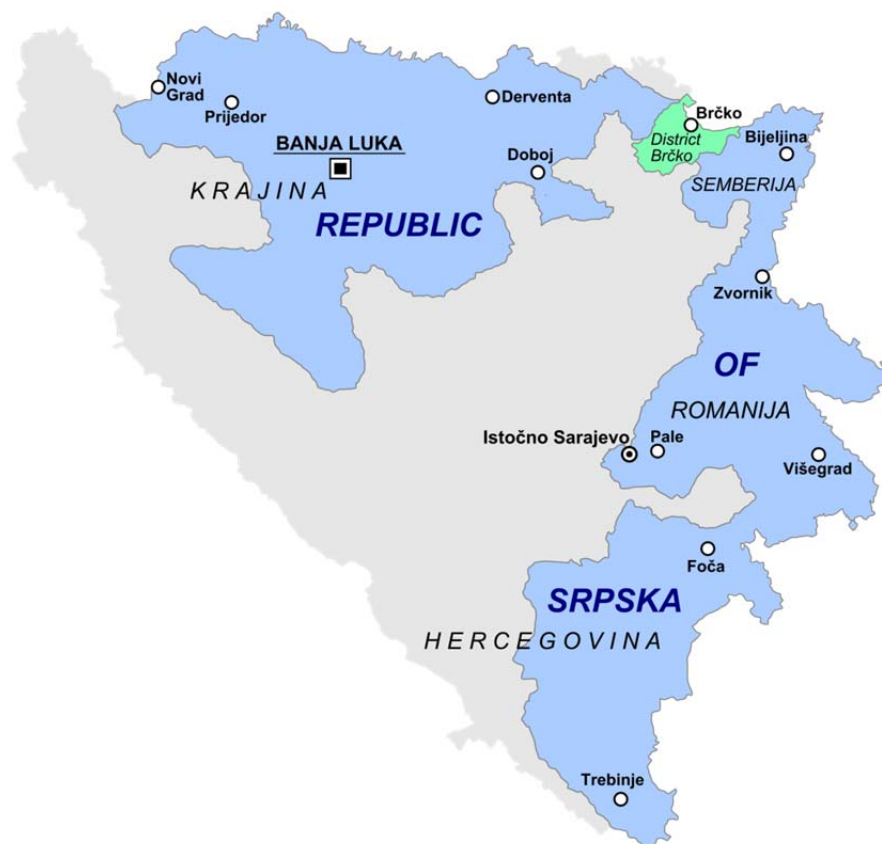 Novi
Grad
Prijedor
Derventa
Brčko
District
Brčko
Bijeljina
BANJA LUKA
Doboj
KRAJINA
SEMBERIJA
REPUBLIC
Zvornik
OF
ROMANIJA
Istočno Sarajevo
Pale
Višegrad
Foča
SRPSKA
HERCEGOVINA
Trebinje